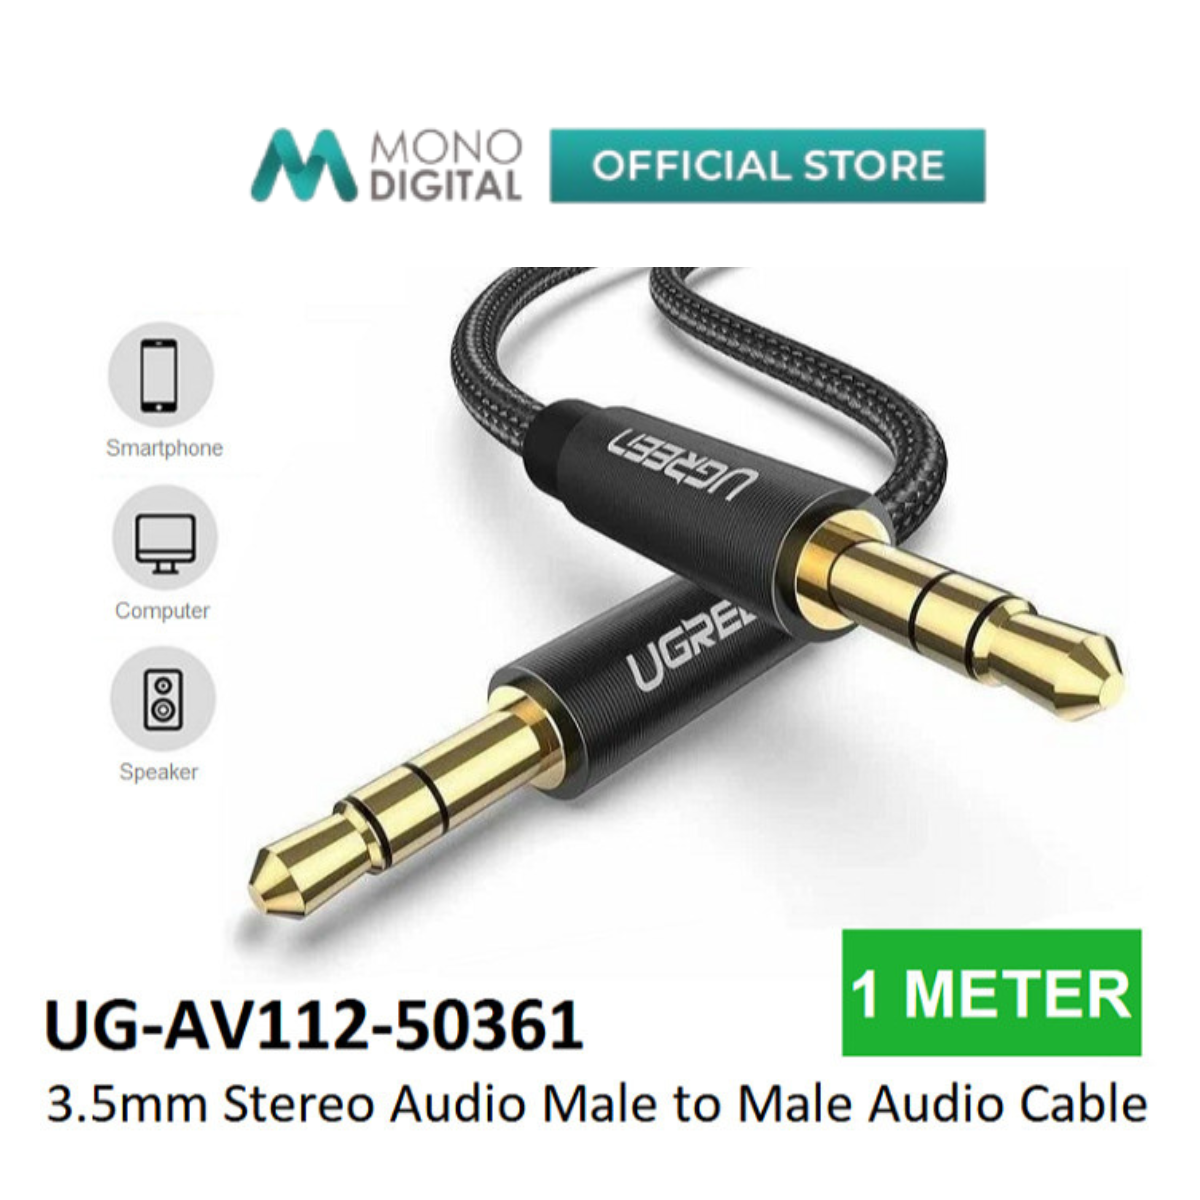 MONO
DIGITAL
OFFICIAL STORE
Smartphone
Computer
Speaker
UGREEN
UGREE
1 METER
UG-AV112-50361
3.5mm Stereo Audio Male to Male Audio Cable